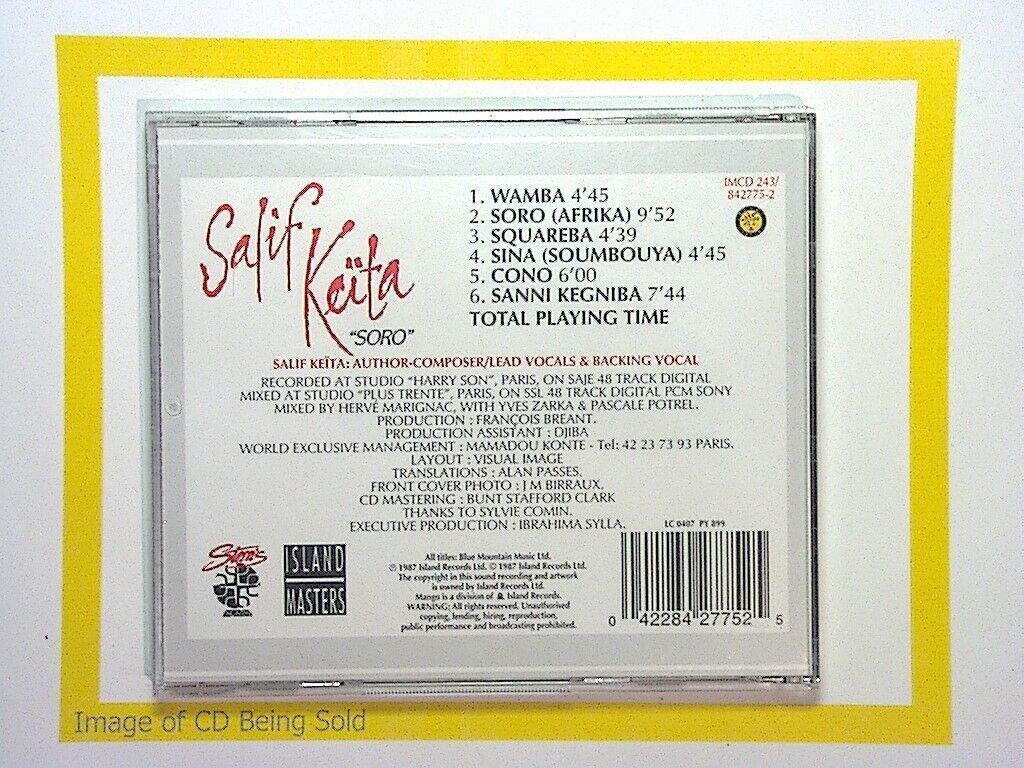 Salif
Keïta
"SORO"
1. WAMBA 4'45
2. SORO (AFRIKA) 9'52
3. SQUAREBA 4'39
4. SINA (SOUMBOUYA) 4'45
5. CONO 6'00
6. SANNI KEGNIBA 7'44
TOTAL PLAYING TIME
IMCD 243/
842775-2
SALIF KEÏTA: AUTHOR-COMPOSER/LEAD VOCALS & BACKING VOCAL
RECORDED AT STUDIO "HARRY SON", PARIS, ON SAJE 48 TRACK DIGITAL
MIXED AT STUDIO "PLUS TRENTE", PARIS, ON SSL 48 TRACK DIGITAL PCM SONY
MIXED BY HERVÉ MARIGNAC, WITH YVES ZARKA & PASCALE POTREL.
PRODUCTION : FRANÇOIS BREANT.
PRODUCTION ASSISTANT : DJIBA
WORLD EXCLUSIVE MANAGEMENT : MAMADOU KONTE - Tel: 42 23 73 93 PARIS.
LAYOUT : VISUAL IMAGE
TRANSLATIONS : ALAN PASSES.
FRONT COVER PHOTO : J M BIRRAUX.
CD MASTERING : BUNT STAFFORD CLARK
THANKS TO SYLVIE COMIN.
EXECUTIVE PRODUCTION : IBRAHIMA SYLLA.
LC 0407 PY 899
Stern's
ISLAND
MASTERS
All titles: Blue Mountain Music Ltd.
℗ 1987 Island Records Ltd. © 1987 Island Records Ltd.
The copyright in this sound recording and artwork
is owned by Island Records Ltd.
Mango is a division of Island Records.
WARNING: All rights reserved. Unauthorised
copying, lending, hiring, reproduction,
public performance and broadcasting prohibited.
0 42284 27752 5
Image of CD Being Sold